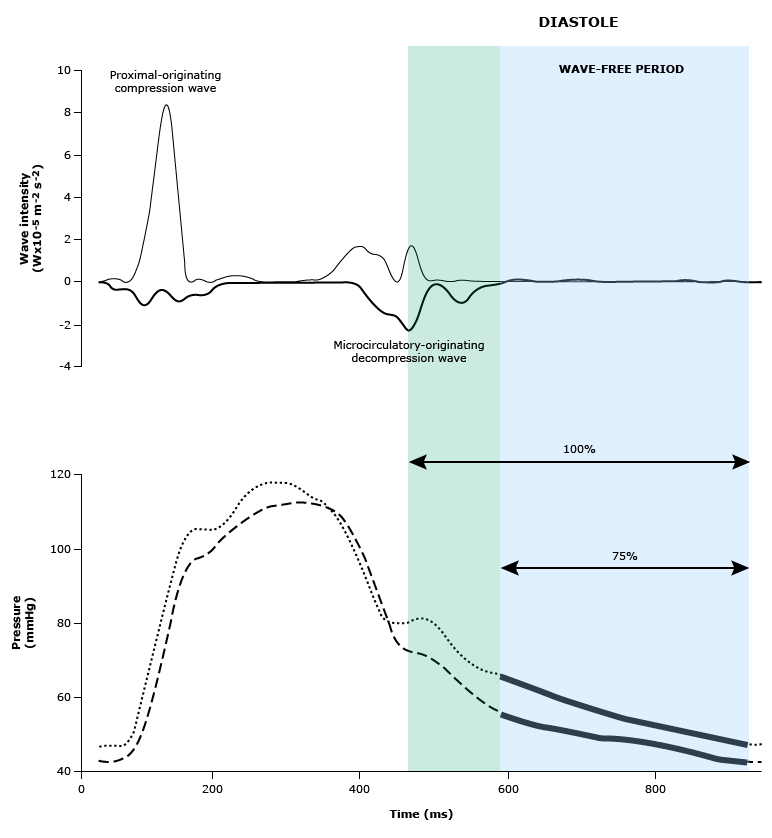 DIASTOLE
WAVE-FREE PERIOD
Proximal-originating
compression wave
10
8
6
4
2
0
-2
-4
Wave intensity
(Wx10-5 m-2 s-2)
Microcirculatory-originating
decompression wave
100%
75%
120
100
80
60
40
Pressure
(mmHg)
0
200
400
600
800
Time (ms)